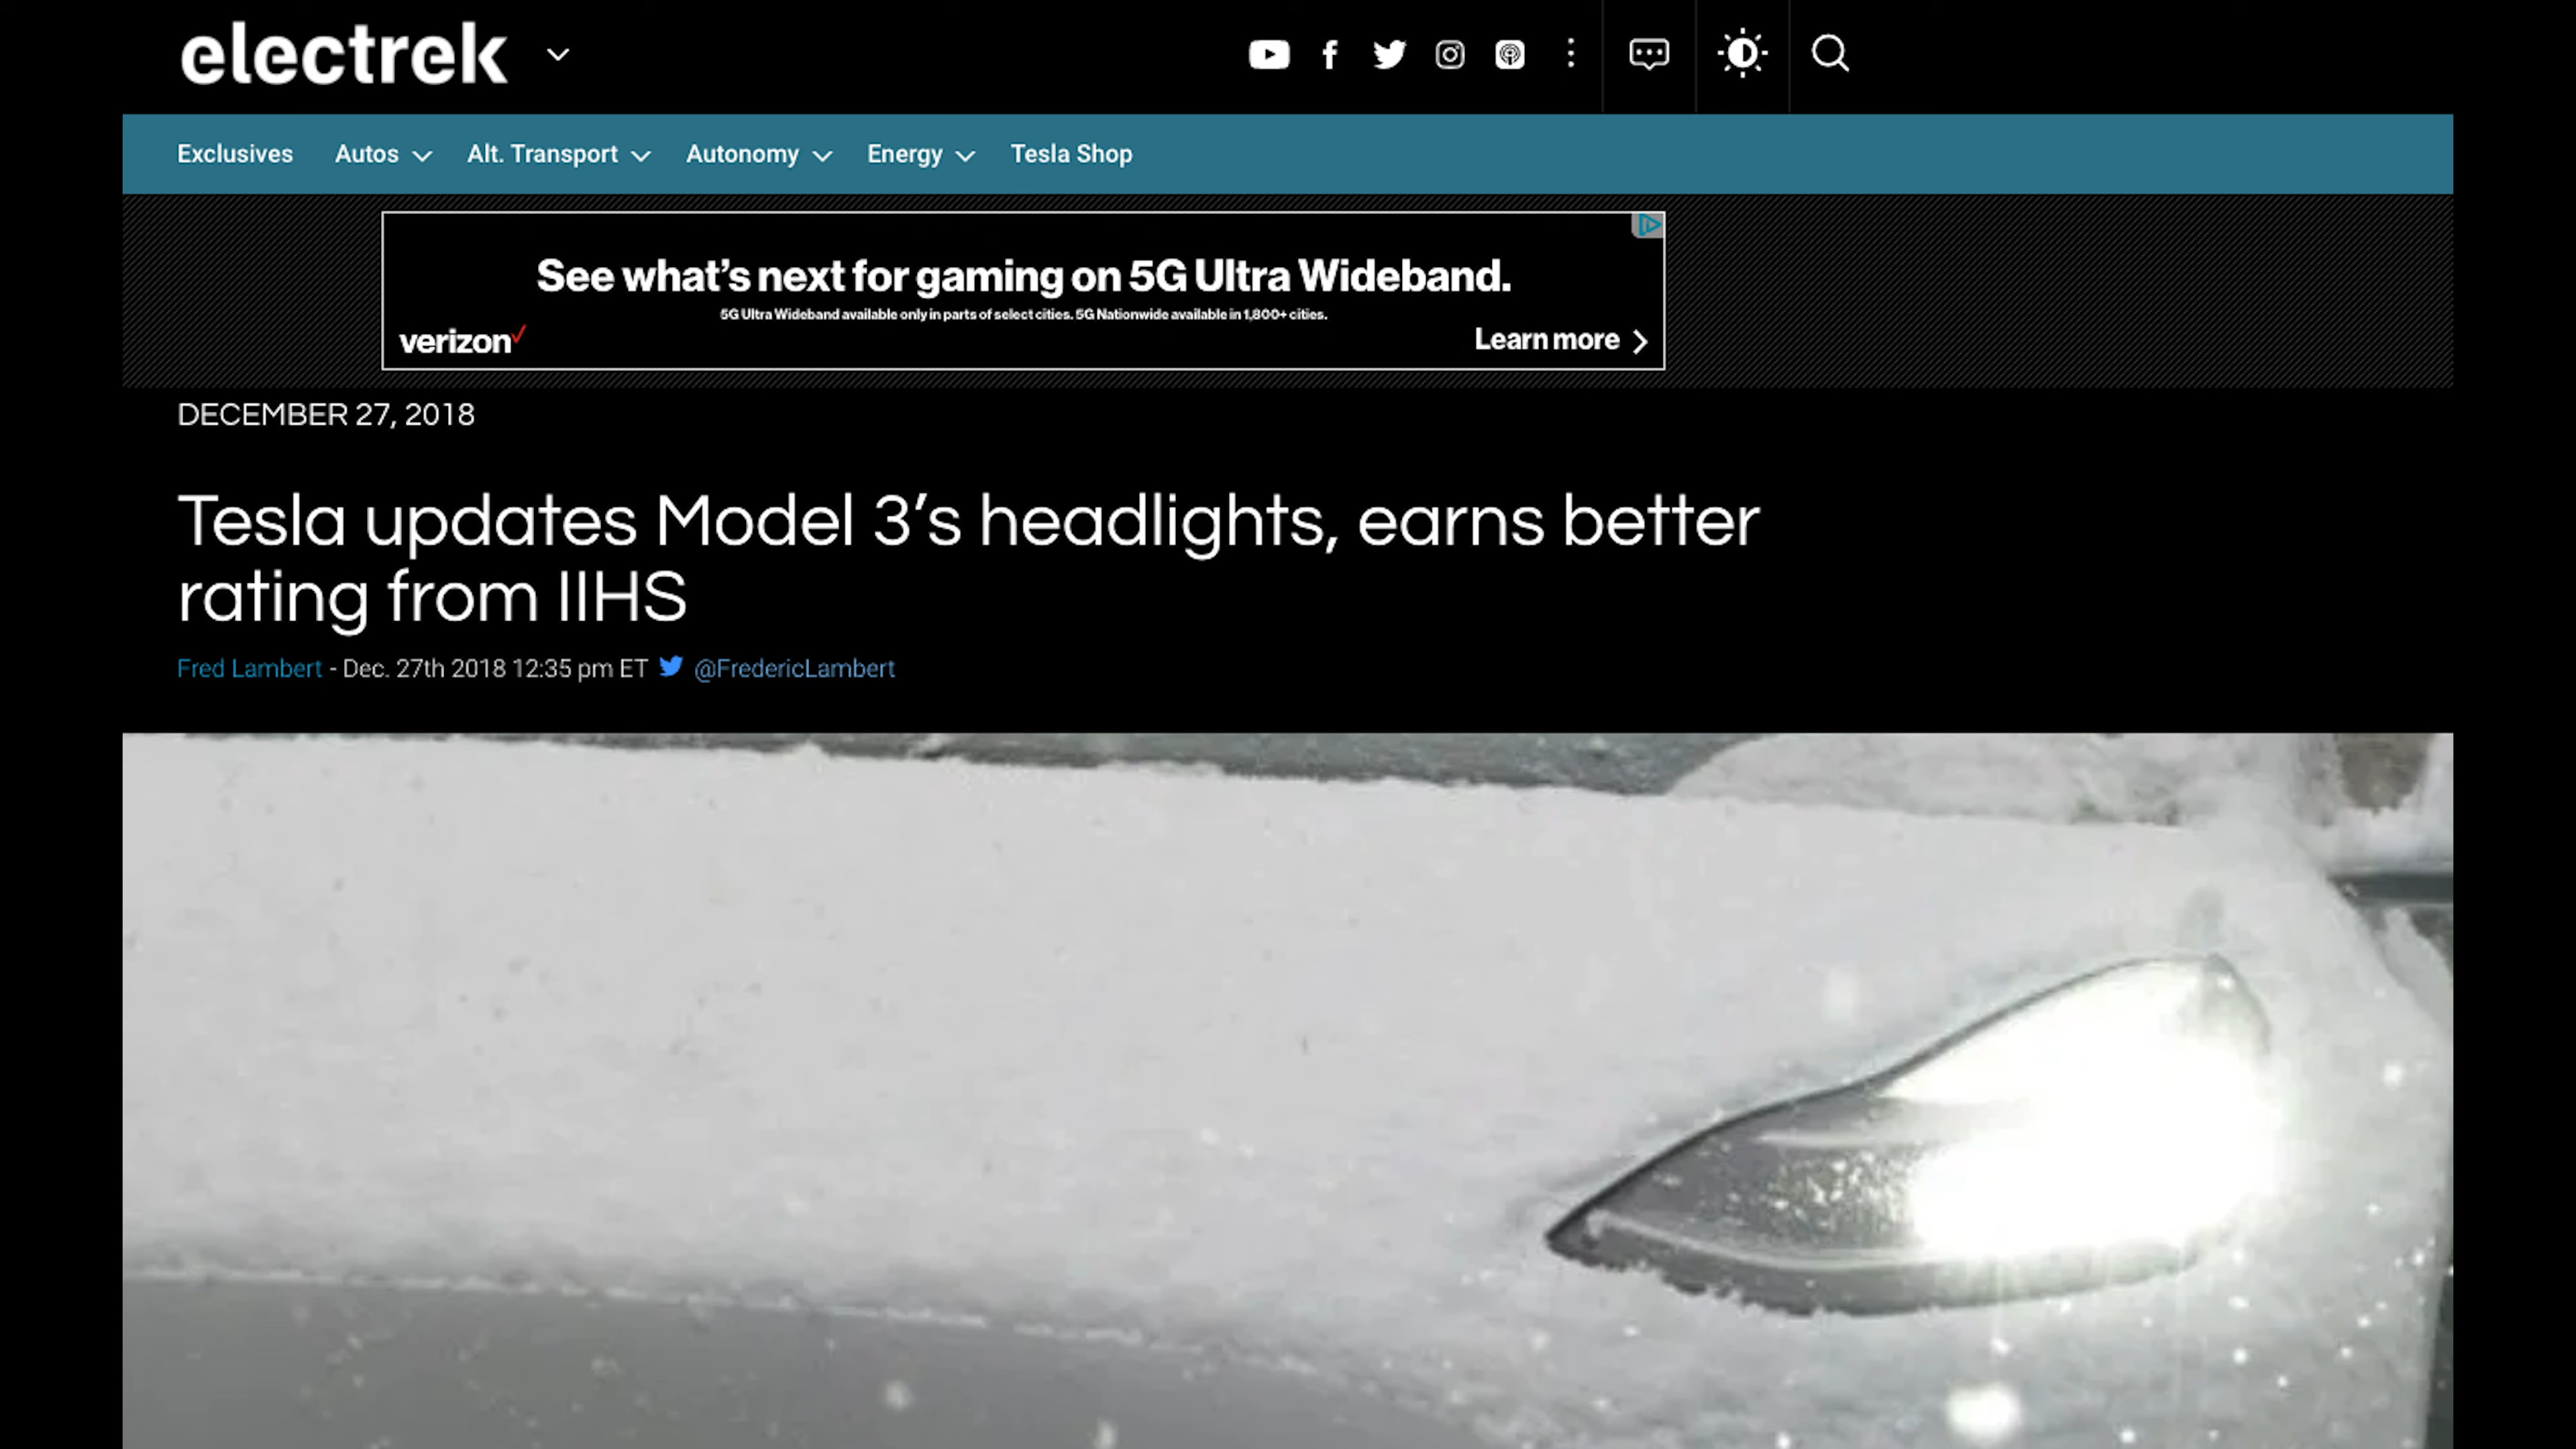 electrek
Exclusives Autos Alt. Transport Autonomy Energy Tesla Shop
See what's next for gaming on 5G Ultra Wideband.
5G Ultra Wideband available only in parts of select cities. 5G Nationwide available in 1,800+ cities.
verizon
Learn more
DECEMBER 27, 2018
Tesla updates Model 3’s headlights, earns better
rating from IIHS
Fred Lambert - Dec. 27th 2018 12:35 pm ET @FredericLambert